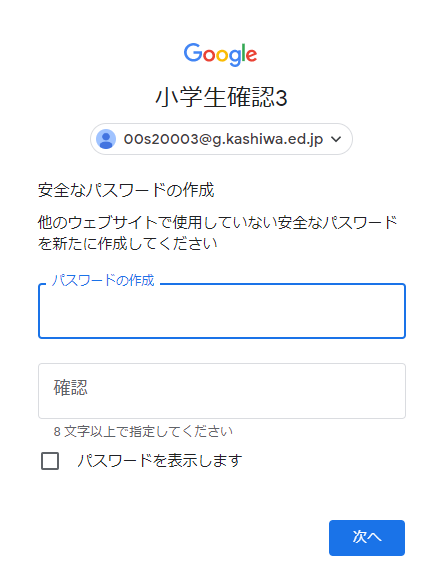 Google
小学生確認3
00s20003@g.kashiwa.ed.jp
安全なパスワードの作成
他のウェブサイトで使用していない安全なパスワード
を新たに作成してください
パスワードの作成
確認
8 文字以上で指定してください
パスワードを表示します
次へ